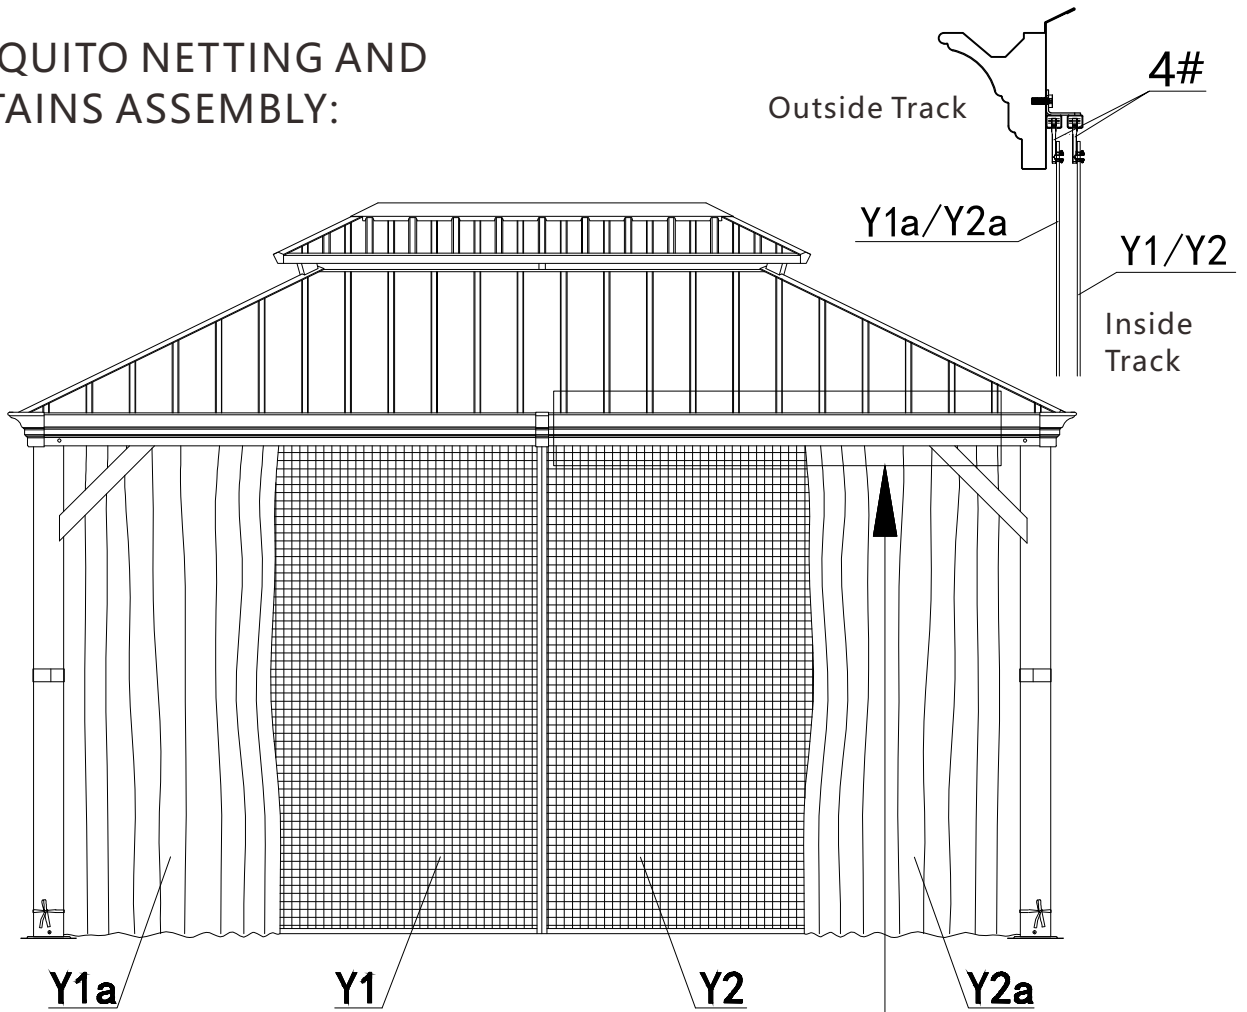 QUITO NETTING AND
TAINS ASSEMBLY:
Outside Track
4#
Y1a/Y2a
Y1/Y2
Inside
Track
Y1a
Y1
Y2
Y2a